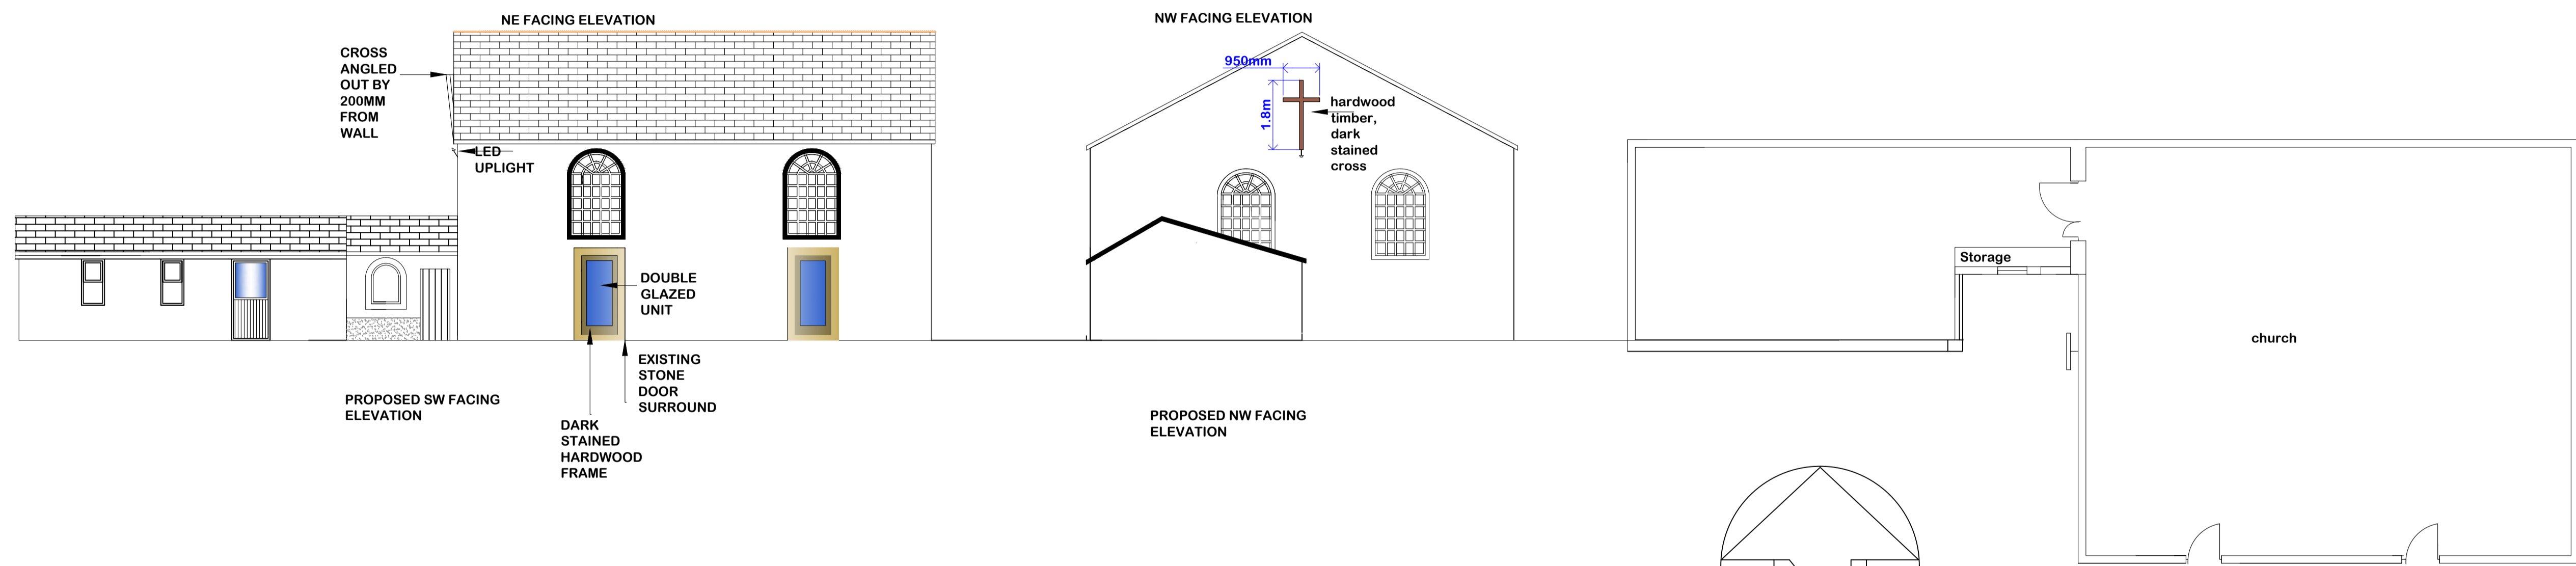 NE FACING ELEVATION
CROSS
ANGLED
OUT BY
200MM
FROM
WALL
LED
UPLIGHT
DOUBLE
GLAZED
UNIT
EXISTING
STONE
DOOR
SURROUND
DARK
STAINED
HARDWOOD
FRAME
PROPOSED SW FACING
ELEVATION
NW FACING ELEVATION
950mm
1.8m
hardwood
timber,
dark
stained
cross
PROPOSED NW FACING
ELEVATION
Storage
church